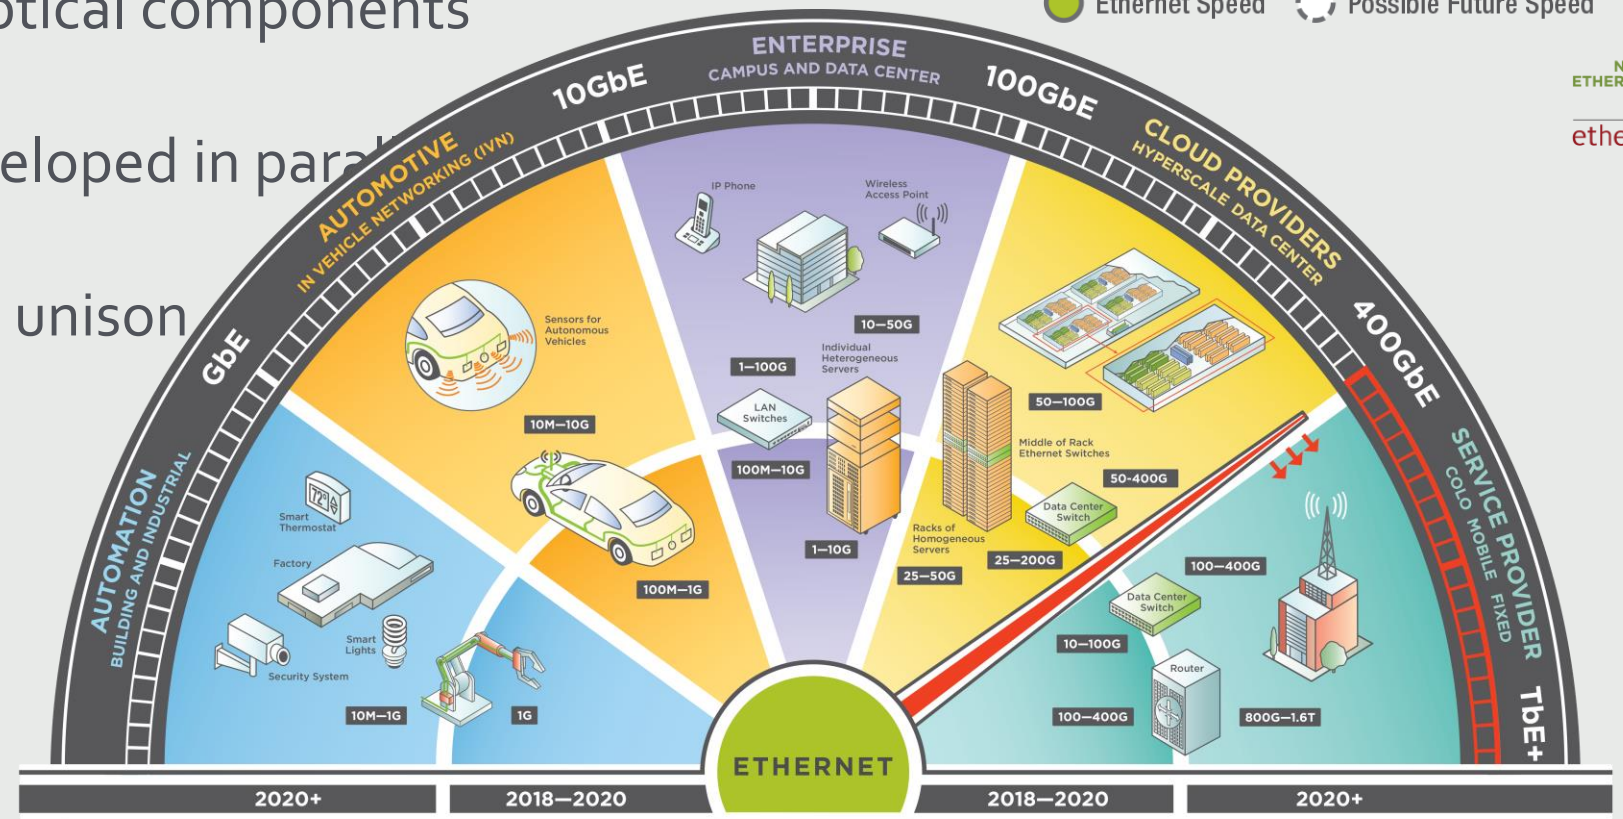 optical components
Ethernet Speed
Possible Future Speed
eloped in
unison
ENTERPRISE
CAMPUS AND DATA CENTER
10GbE
100GbE
AUTOMOTIVE
IN VEHICLE NETWORKING (IVN)
CLOUD PROVIDERS
HYPERSCALE DATA CENTER
GbE
400GbE
AUTOMATION
BUILDING AND INDUSTRIAL
SERVICE PROVIDER
COLO MOBILE FIXED
TbE+
IP Phone
Wireless
Access Point
Sensors for
Autonomous
Vehicles
10—50G
Individual
Heterogeneous
Servers
1—100G
LAN
Switches
10M—10G
100M—10G
1—10G
100M—1G
50—100G
Middle of Rack
Ethernet Switches
50-400G
Data Center
Switch
Racks of
Homogeneous
Servers
25—200G
25—50G
Smart
Thermostat
72°
Factory
Smart
Lights
Security System
10M—1G
1G
100—400G
Data Center
Switch
10—100G
Router
100—400G
800G—1.6T
ETHERNET
2020+
2018—2020
2018—2020
2020+